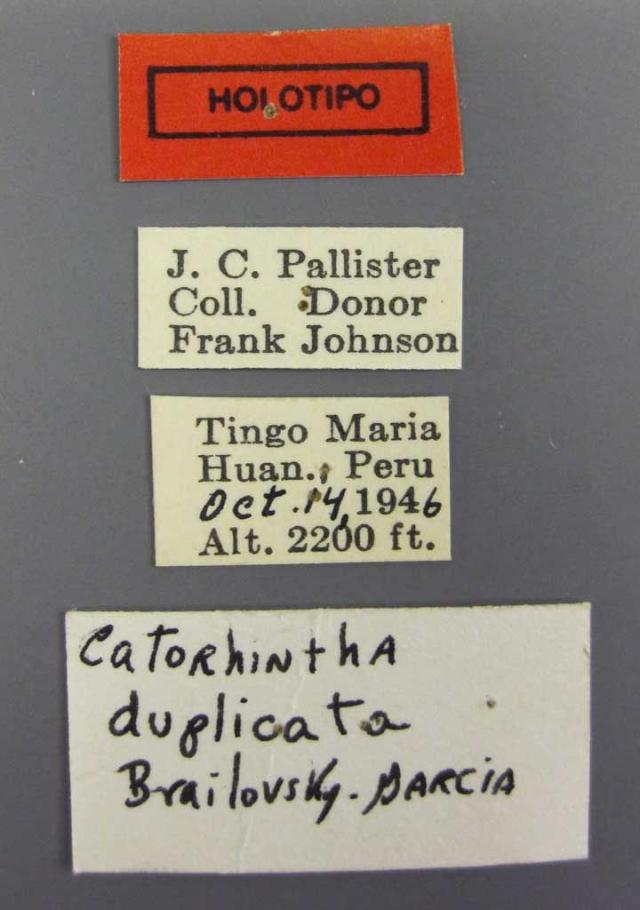 HOLOTIPO
J. C. Pallister
Coll. Donor
Frank Johnson
Tingo Maria
Huan., Peru
Oct. 14, 1946
Alt. 2200 ft.
Catorhintha
duplicata
Brailovsky. GARCIA